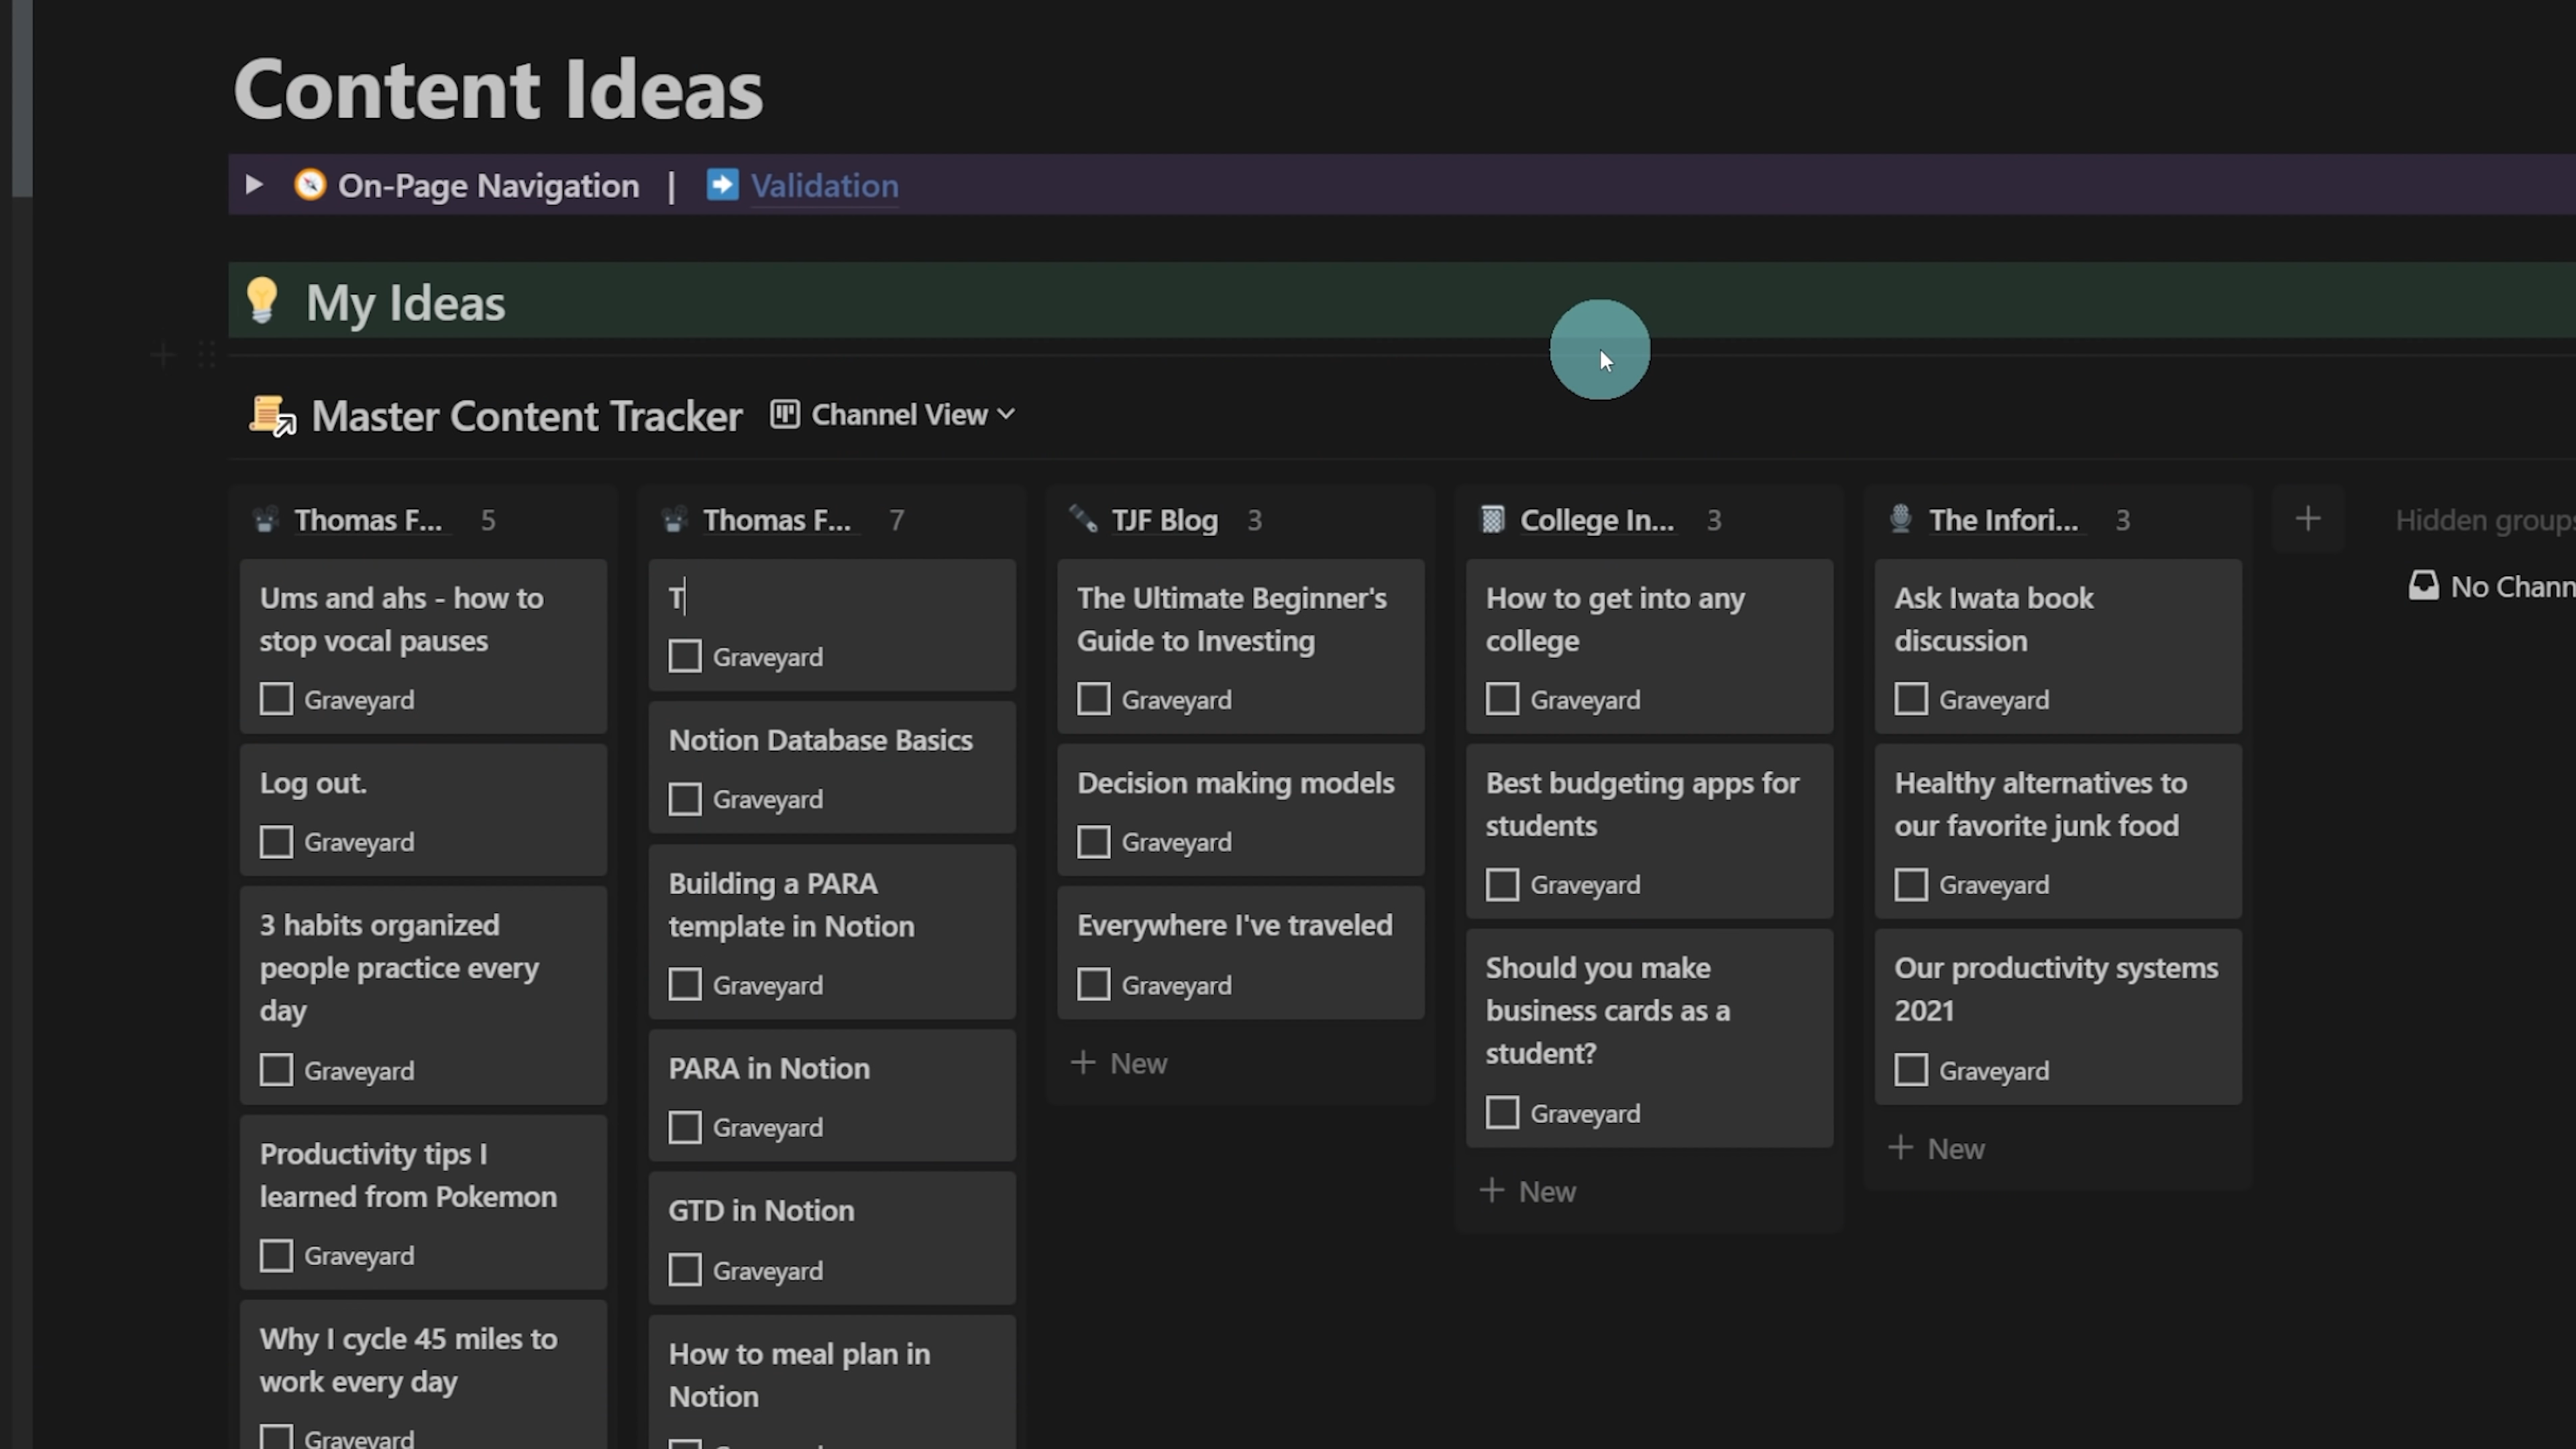 Content Ideas
On-Page Navigation | Validation
My Ideas
Master Content Tracker Channel View
Thomas F... 5
Ums and ahs - how to
stop vocal pauses
Graveyard
Log out.
Graveyard
3 habits organized
people practice every
day
Graveyard
Productivity tips I
learned from Pokemon
Graveyard
Why I cycle 45 miles to
work every day
Graveyard
Thomas F... 7
T
Graveyard
Notion Database Basics
Graveyard
Building a PARA
template in Notion
Graveyard
PARA in Notion
Graveyard
GTD in Notion
Graveyard
How to meal plan in
Notion
TJF Blog 3
The Ultimate Beginner's
Guide to Investing
Graveyard
Decision making models
Graveyard
Everywhere I've traveled
Graveyard
+ New
College In... 3
How to get into any
college
Graveyard
Best budgeting apps for
students
Graveyard
Should you make
business cards as a
student?
Graveyard
+ New
The Infori... 3
Ask Iwata book
discussion
Graveyard
Healthy alternatives to
our favorite junk food
Graveyard
Our productivity systems
2021
Graveyard
+ New
Hidden groups
No Chann